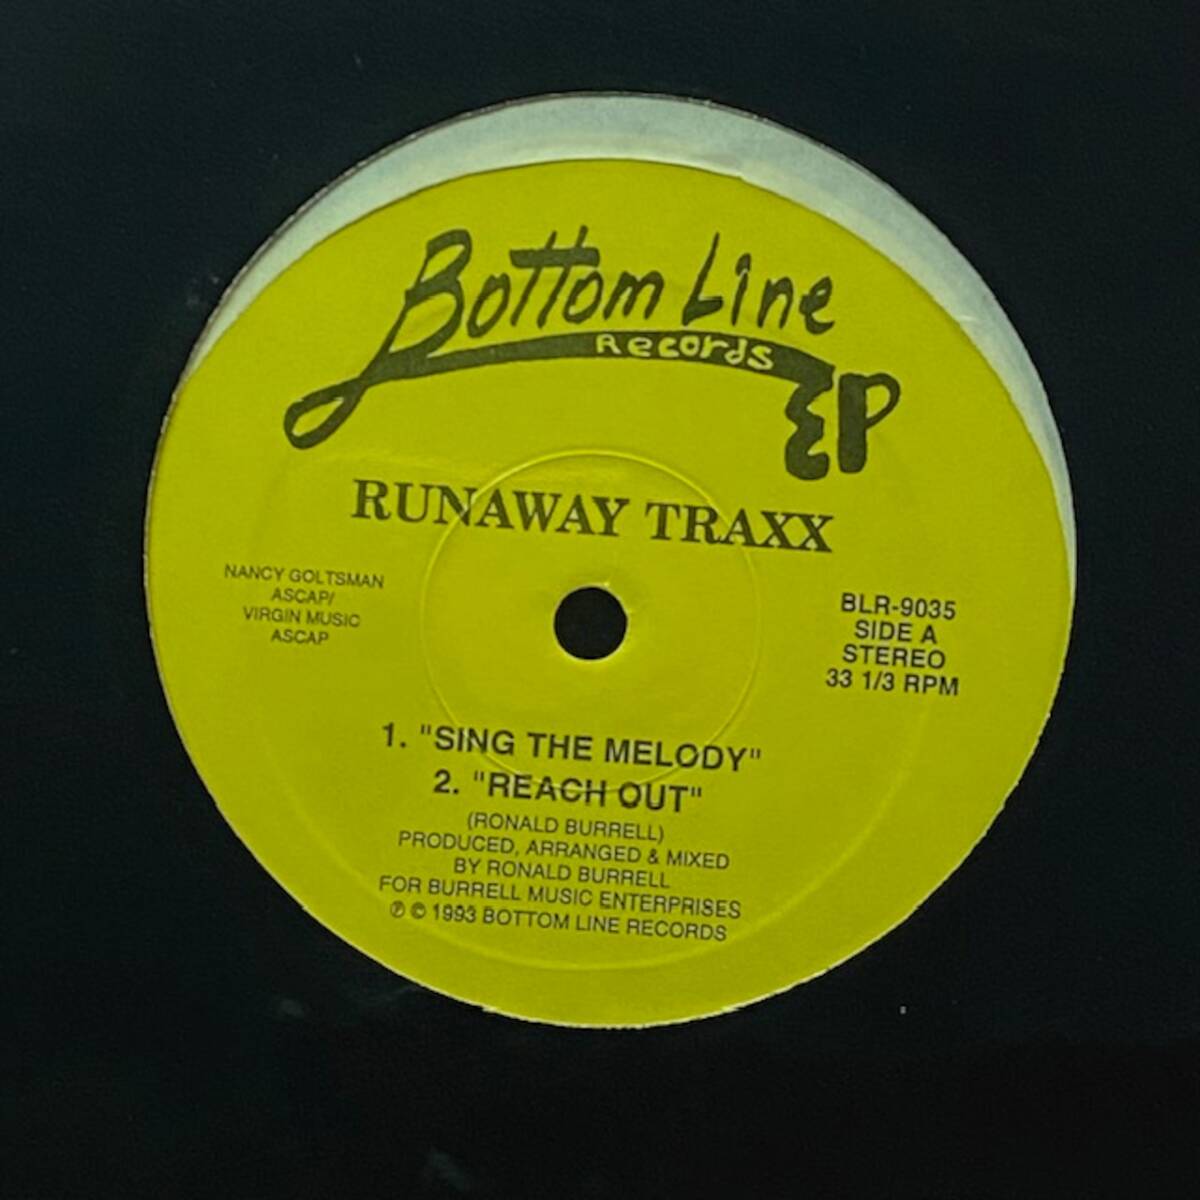 Bottom Line
Records
EP
RUNAWAY TRAXX
NANCY GOLTSMAN
ASCAP/
VIRGIN MUSIC
ASCAP
BLR-9035
SIDE A
STEREO
33 1/3 RPM
1. "SING THE MELODY"
2. "REACH OUT"
(RONALD BURRELL)
PRODUCED, ARRANGED & MIXED
BY RONALD BURRELL
FOR BURRELL MUSIC ENTERPRISES
℗ © 1993 BOTTOM LINE RECORDS